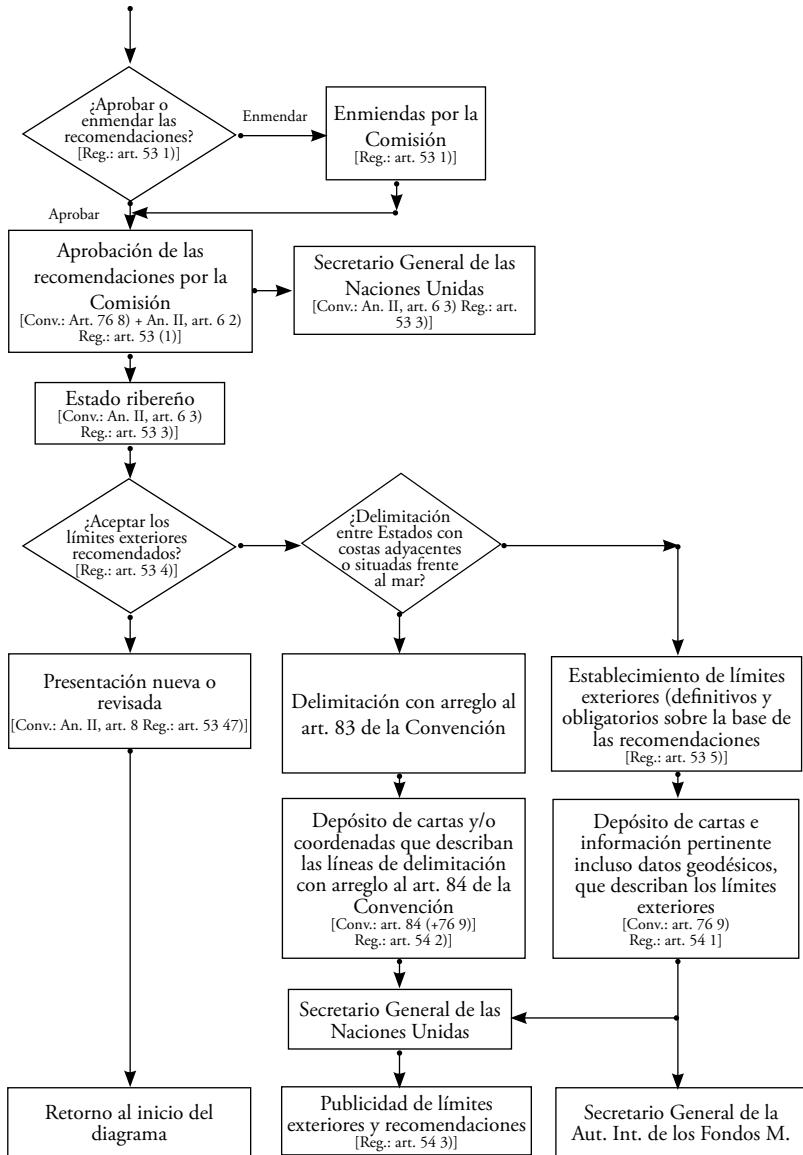 ¿Aprobar o
enmendar las
recomendaciones?
[Reg.: art. 53 1)]
Enmendar
Enmiendas por la
Comisión
[Reg.: art. 53 1)]
Aprobar
Aprobación de las
recomendaciones por la
Comisión
[Conv.: Art. 76 8) + An. II, art. 6 2)
Reg.: art. 53 (1)]
Secretario General de las
Naciones Unidas
[Conv.: An. II, art. 6 3) Reg.: art.
53 3)]
Estado ribereño
[Conv.: An. II, art. 6 3)
Reg.: art. 53 3)]
¿Aceptar los
límites exteriores
recomendados?
[Reg.: art. 53 4)]
¿Delimitación
entre Estados con
costas adyacentes
o situadas frente
al mar?
Presentación nueva o
revisada
[Conv.: An. II, art. 8 Reg.: art. 53 47)]
Delimitación con arreglo al
art. 83 de la Convención
Establecimiento de límites
exteriores (definitivos y
obligatorios sobre la base de
las recomendaciones
[Reg.: art. 53 5)]
Depósito de cartas y/o
coordenadas que describan
las líneas de delimitación
con arreglo al art. 84 de la
Convención
[Conv.: art. 84 (+76 9)]
Reg.: art. 54 2)]
Depósito de cartas e
información pertinente
incluso datos geodésicos,
que describan los límites
exteriores
[Conv.: art. 76 9)
Reg.: art. 54 1]
Secretario General de las
Naciones Unidas
Retorno al inicio del
diagrama
Publicidad de límites
exteriores y recomendaciones
[Reg.: art. 54 3)]
Secretario General de la
Aut. Int. de los Fondos M.